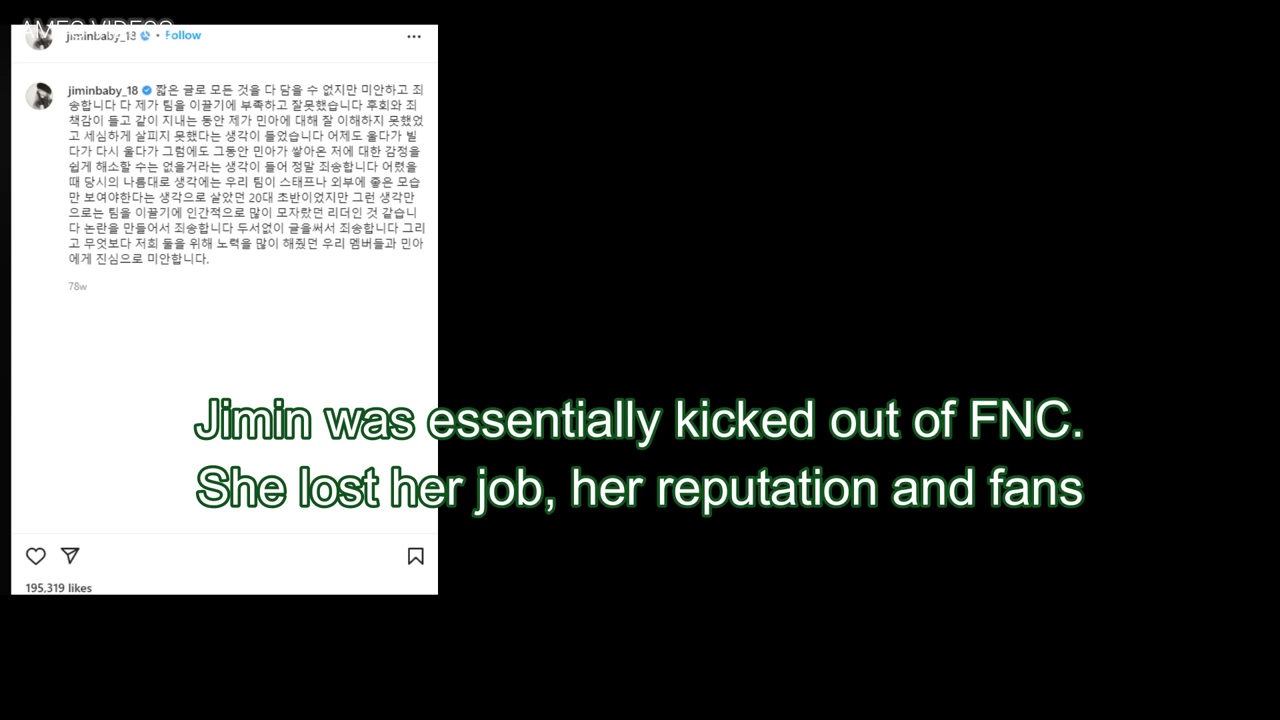 AMES VIDEOS
jiminbaby_18 • Follow
jiminbaby_18 짧은 글로 모든 것을 다 담을 수 없지만 미안하고 죄
송합니다 다 제가 팀을 이끌기에 부족하고 잘못했습니다 후회와 죄
책감이 들고 같이 지내는 동안 제가 민아에 대해 잘 이해하지 못했었
고 세심하게 살피지 못했다는 생각이 들었습니다 어제도 울다가 빌
다가 다시 울다가 그럼에도 그동안 민아가 쌓아온 저에 대한 감정을
쉽게 해소할 수는 없을거라는 생각이 들어 정말 죄송합니다 어렸을
때 당시의 나름대로 생각에는 우리 팀이 스태프나 외부에 좋은 모습
만 보여야한다는 생각으로 살았던 20대 초반이었지만 그런 생각만
으로는 팀을 이끌기에 인간적으로 많이 모자랐던 리더인 것 같습니
다 논란을 만들어서 죄송합니다 두서없이 글을써서 죄송합니다 그리
고 무엇보다 저희 둘을 위해 노력을 많이 해줬던 우리 멤버들과 민아
에게 진심으로 미안합니다.
78w
Jimin was essentially kicked out of FNC.
She lost her job, her reputation and fans
195,319 likes